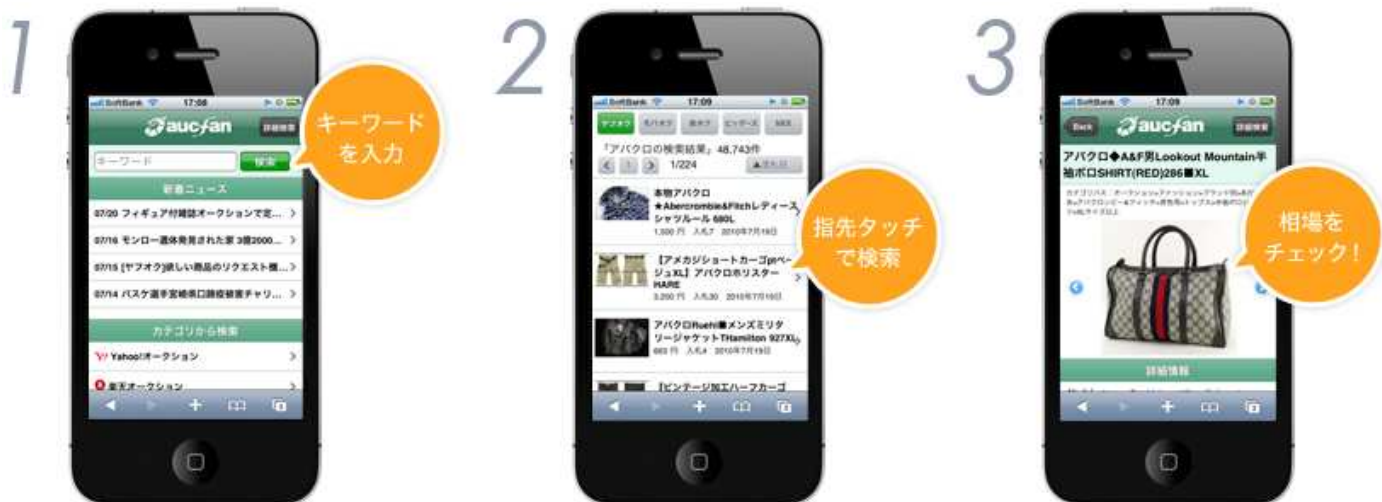 1
SoftBank 17:08
aucfan 詳細検索
キーワード 検索
新着ニュース
07/20 フィギュア付雑誌オークションで定...
07/16 モンロー遺体発見された家 3億2000...
07/15 [ヤフオク]欲しい商品のリクエスト機...
07/14 バスケ選手宮崎県口蹄疫被害チャリ...
カテゴリから検索
Yahoo!オークション
楽天オークション
キーワード
を入力
2
SoftBank 17:09
ヤフオク モバオク 楽オク ビッダーズ
「アバクロの検索結果」48,743件
1 1/224
本物アバクロ
★Abercrombie&Fitchレディース
シャツルール 680L
1,500 円 入札7 2010年7月19日
【アメカジショートカーゴptベー
ジュXL】アバクロホリスター
HARE
3,200 円 入札30 2010年7月19日
アバクロRuehl■メンズミリタ
リージャケットTHamilton 927XL
入札4 2010年7月19日
【ビンテージ加工ハーフカーゴ
指先タッチ
で検索
3
SoftBank 17:09
Back aucfan 詳細検索
アバクロ◆A&F男Lookout Mountain半
袖ポロSHIRT(RED)286■XL
詳細情報
相場を
チェック!